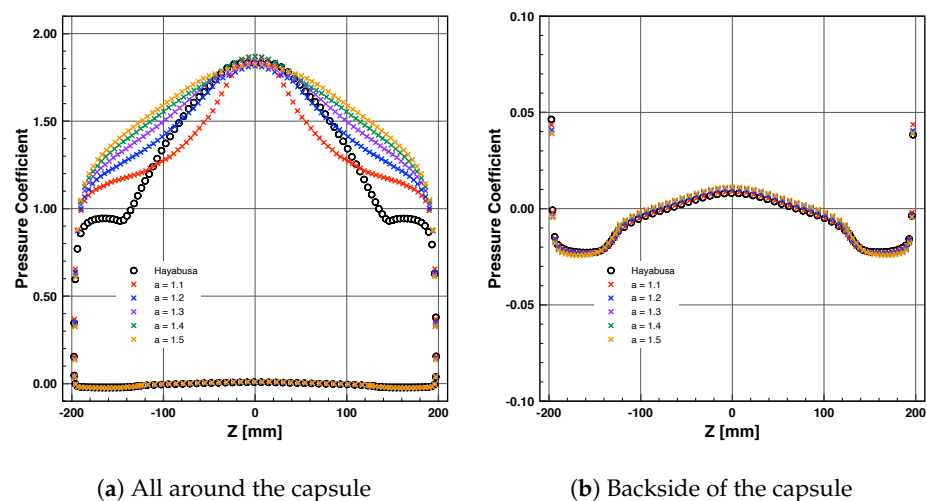 2.00
1.50
1.00
0.50
0.00
Pressure Coefficient
Hayabusa
a = 1.1
a = 1.2
a = 1.3
a = 1.4
a = 1.5
-200 -100 0 100 200
Z [mm]
(a) All around the capsule
0.10
0.05
0.00
-0.05
-0.10
Pressure Coefficient
Hayabusa
a = 1.1
a = 1.2
a = 1.3
a = 1.4
a = 1.5
-200 -100 0 100 200
Z [mm]
(b) Backside of the capsule